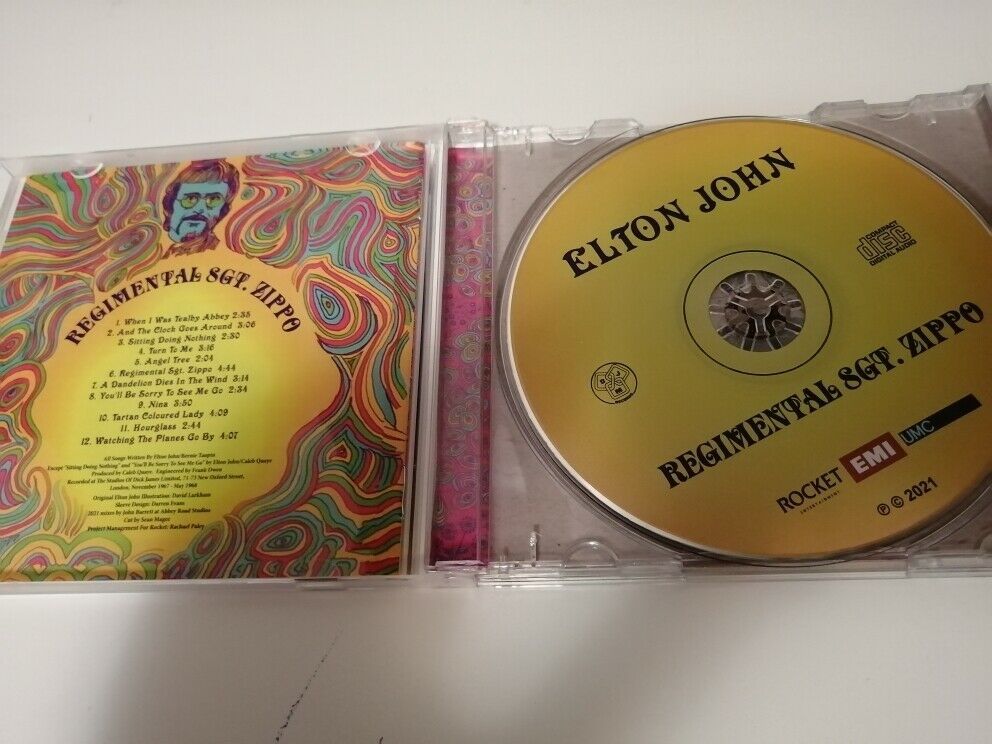 REGIMENTAL SGT. ZIPPO
1. When I Was Tealby Abbey 2:35
2. And The Clock Goes Around 3:06
3. Sitting Doing Nothing 2:30
4. Turn To Me 3:16
5. Angel Tree 2:04
6. Regimental Sgt. Zippo 4:44
7. A Dandelion Dies In The Wind 3:14
8. You'll Be Sorry To See Me Go 2:34
9. Nina 3:50
10. Tartan Coloured Lady 4:09
11. Hourglass 2:44
12. Watching The Planes Go By 4:07
All Songs Written By Elton John/Bernie Taupin
Except "Sitting Doing Nothing" and "You'll Be Sorry To See Me Go" by Elton John/Caleb Quaye
Produced by Caleb Quaye. Engineered by Frank Owen
Recorded at The Studios Of Dick James Limited, 71-75 New Oxford Street,
London, November 1967 - May 1968
Original Elton John Illustration: David Larkham
Sleeve Design: Darren Evans
2021 mixes by John Barrett at Abbey Road Studios
Cut by Sean Magee
Project Management For Rocket: Rachael Paley
ELTON JOHN
COMPACT
disc
DIGITAL AUDIO
D J M
REGIMENTAL SGT. ZIPPO
ROCKET
ENTERTAINMENT
EMI
UMC
℗ © 2021